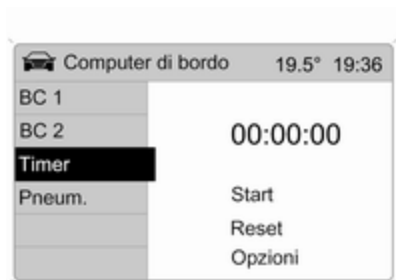 Computer di bordo 19.5° 19:36
BC 1
BC 2
Timer
Pneum.
00:00:00
Start
Reset
Opzioni